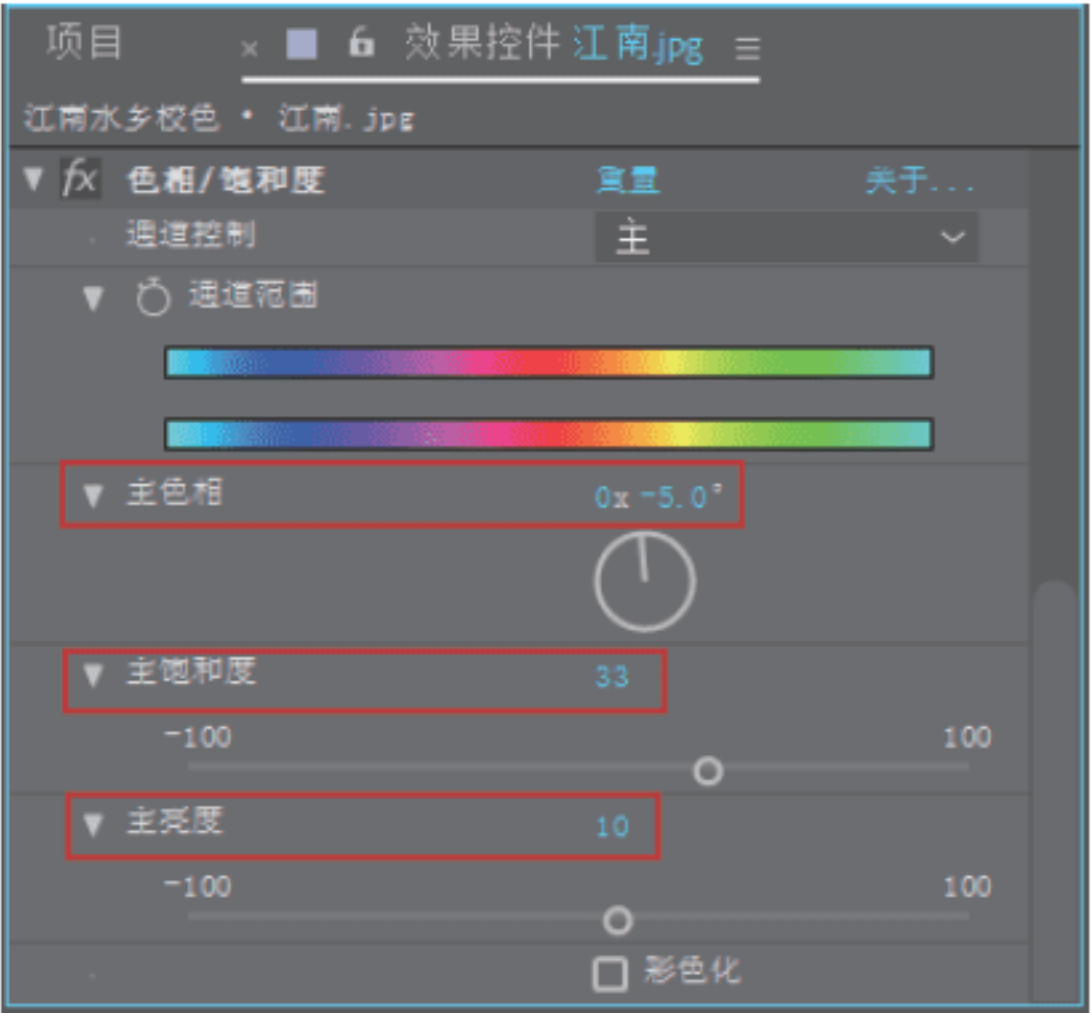 项目 × 效果控件 江南.jpg ≡
江南水乡校色 • 江南.jpg
fx 色相/饱和度 重置 关于...
通道控制 主
通道范围
主色相 0x -5.0°
主饱和度 33
-100 100
主亮度 10
-100 100
彩色化